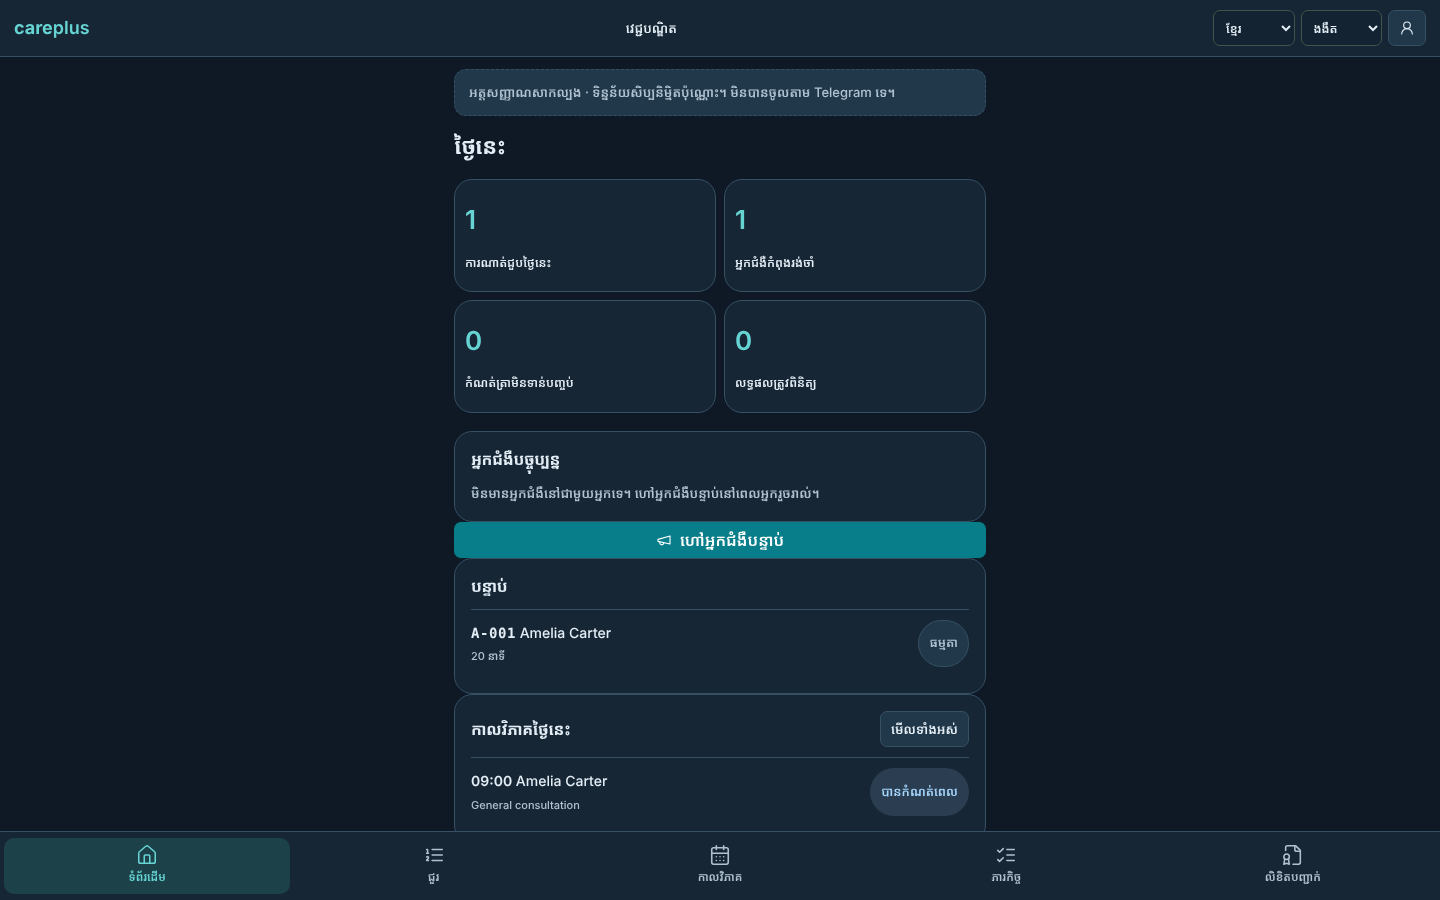 careplus
វេជ្ជបណ្ឌិត
ខ្មែរ
ងងឹត
អត្តសញ្ញាណសាកល្បង · ទិន្នន័យសិប្បនិម្មិតប៉ុណ្ណោះ។ មិនបានចូលតាម Telegram ទេ។
ថ្ងៃនេះ
1
1
ការណាត់ជួបថ្ងៃនេះ
អ្នកជំងឺកំពុងរង់ចាំ
0
0
កំណត់ត្រាមិនទាន់បញ្ចប់
លទ្ធផលត្រូវពិនិត្យ
អ្នកជំងឺបច្ចុប្បន្ន
មិនមានអ្នកជំងឺនៅជាមួយអ្នកទេ។ ហៅអ្នកជំងឺបន្ទាប់នៅពេលអ្នករួចរាល់។
ហៅអ្នកជំងឺបន្ទាប់
បន្ទាប់
A-001 Amelia Carter
20 នាទី
ធម្មតា
កាលវិភាគថ្ងៃនេះ
មើលទាំងអស់
09:00 Amelia Carter
General consultation
បានកំណត់ពេល
ទំព័រដើម
ជួរ
កាលវិភាគ
ភារកិច្ច
លិខិតបញ្ជាក់